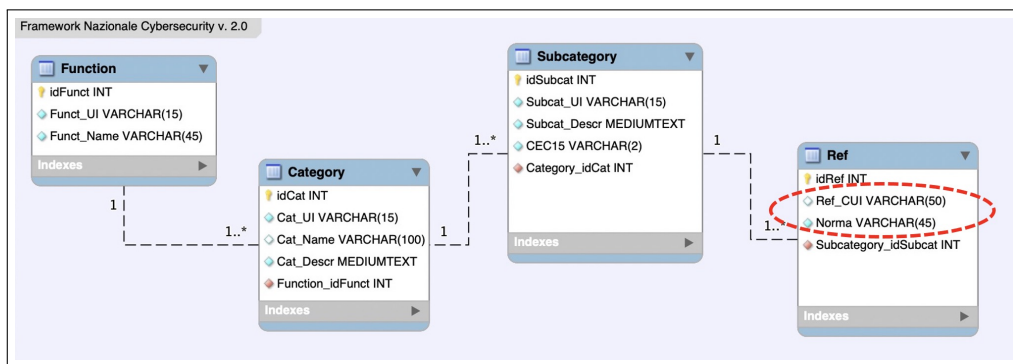 Framework Nazionale Cybersecurity v. 2.0
Function
idFunct INT
Funct_UI VARCHAR(15)
Funct_Name VARCHAR(45)
Indexes
1
1..*
Category
idCat INT
Cat_UI VARCHAR(15)
Cat_Name VARCHAR(100)
Cat_Descr MEDIUMTEXT
Function_idFunct INT
Indexes
1
1..*
Subcategory
idSubcat INT
Subcat_UI VARCHAR(15)
Subcat_Descr MEDIUMTEXT
CEC15 VARCHAR(2)
Category_idCat INT
Indexes
1
1..
Ref
idRef INT
Ref_CUI VARCHAR(50)
Norma VARCHAR(45)
Subcategory_idSubcat INT
Indexes